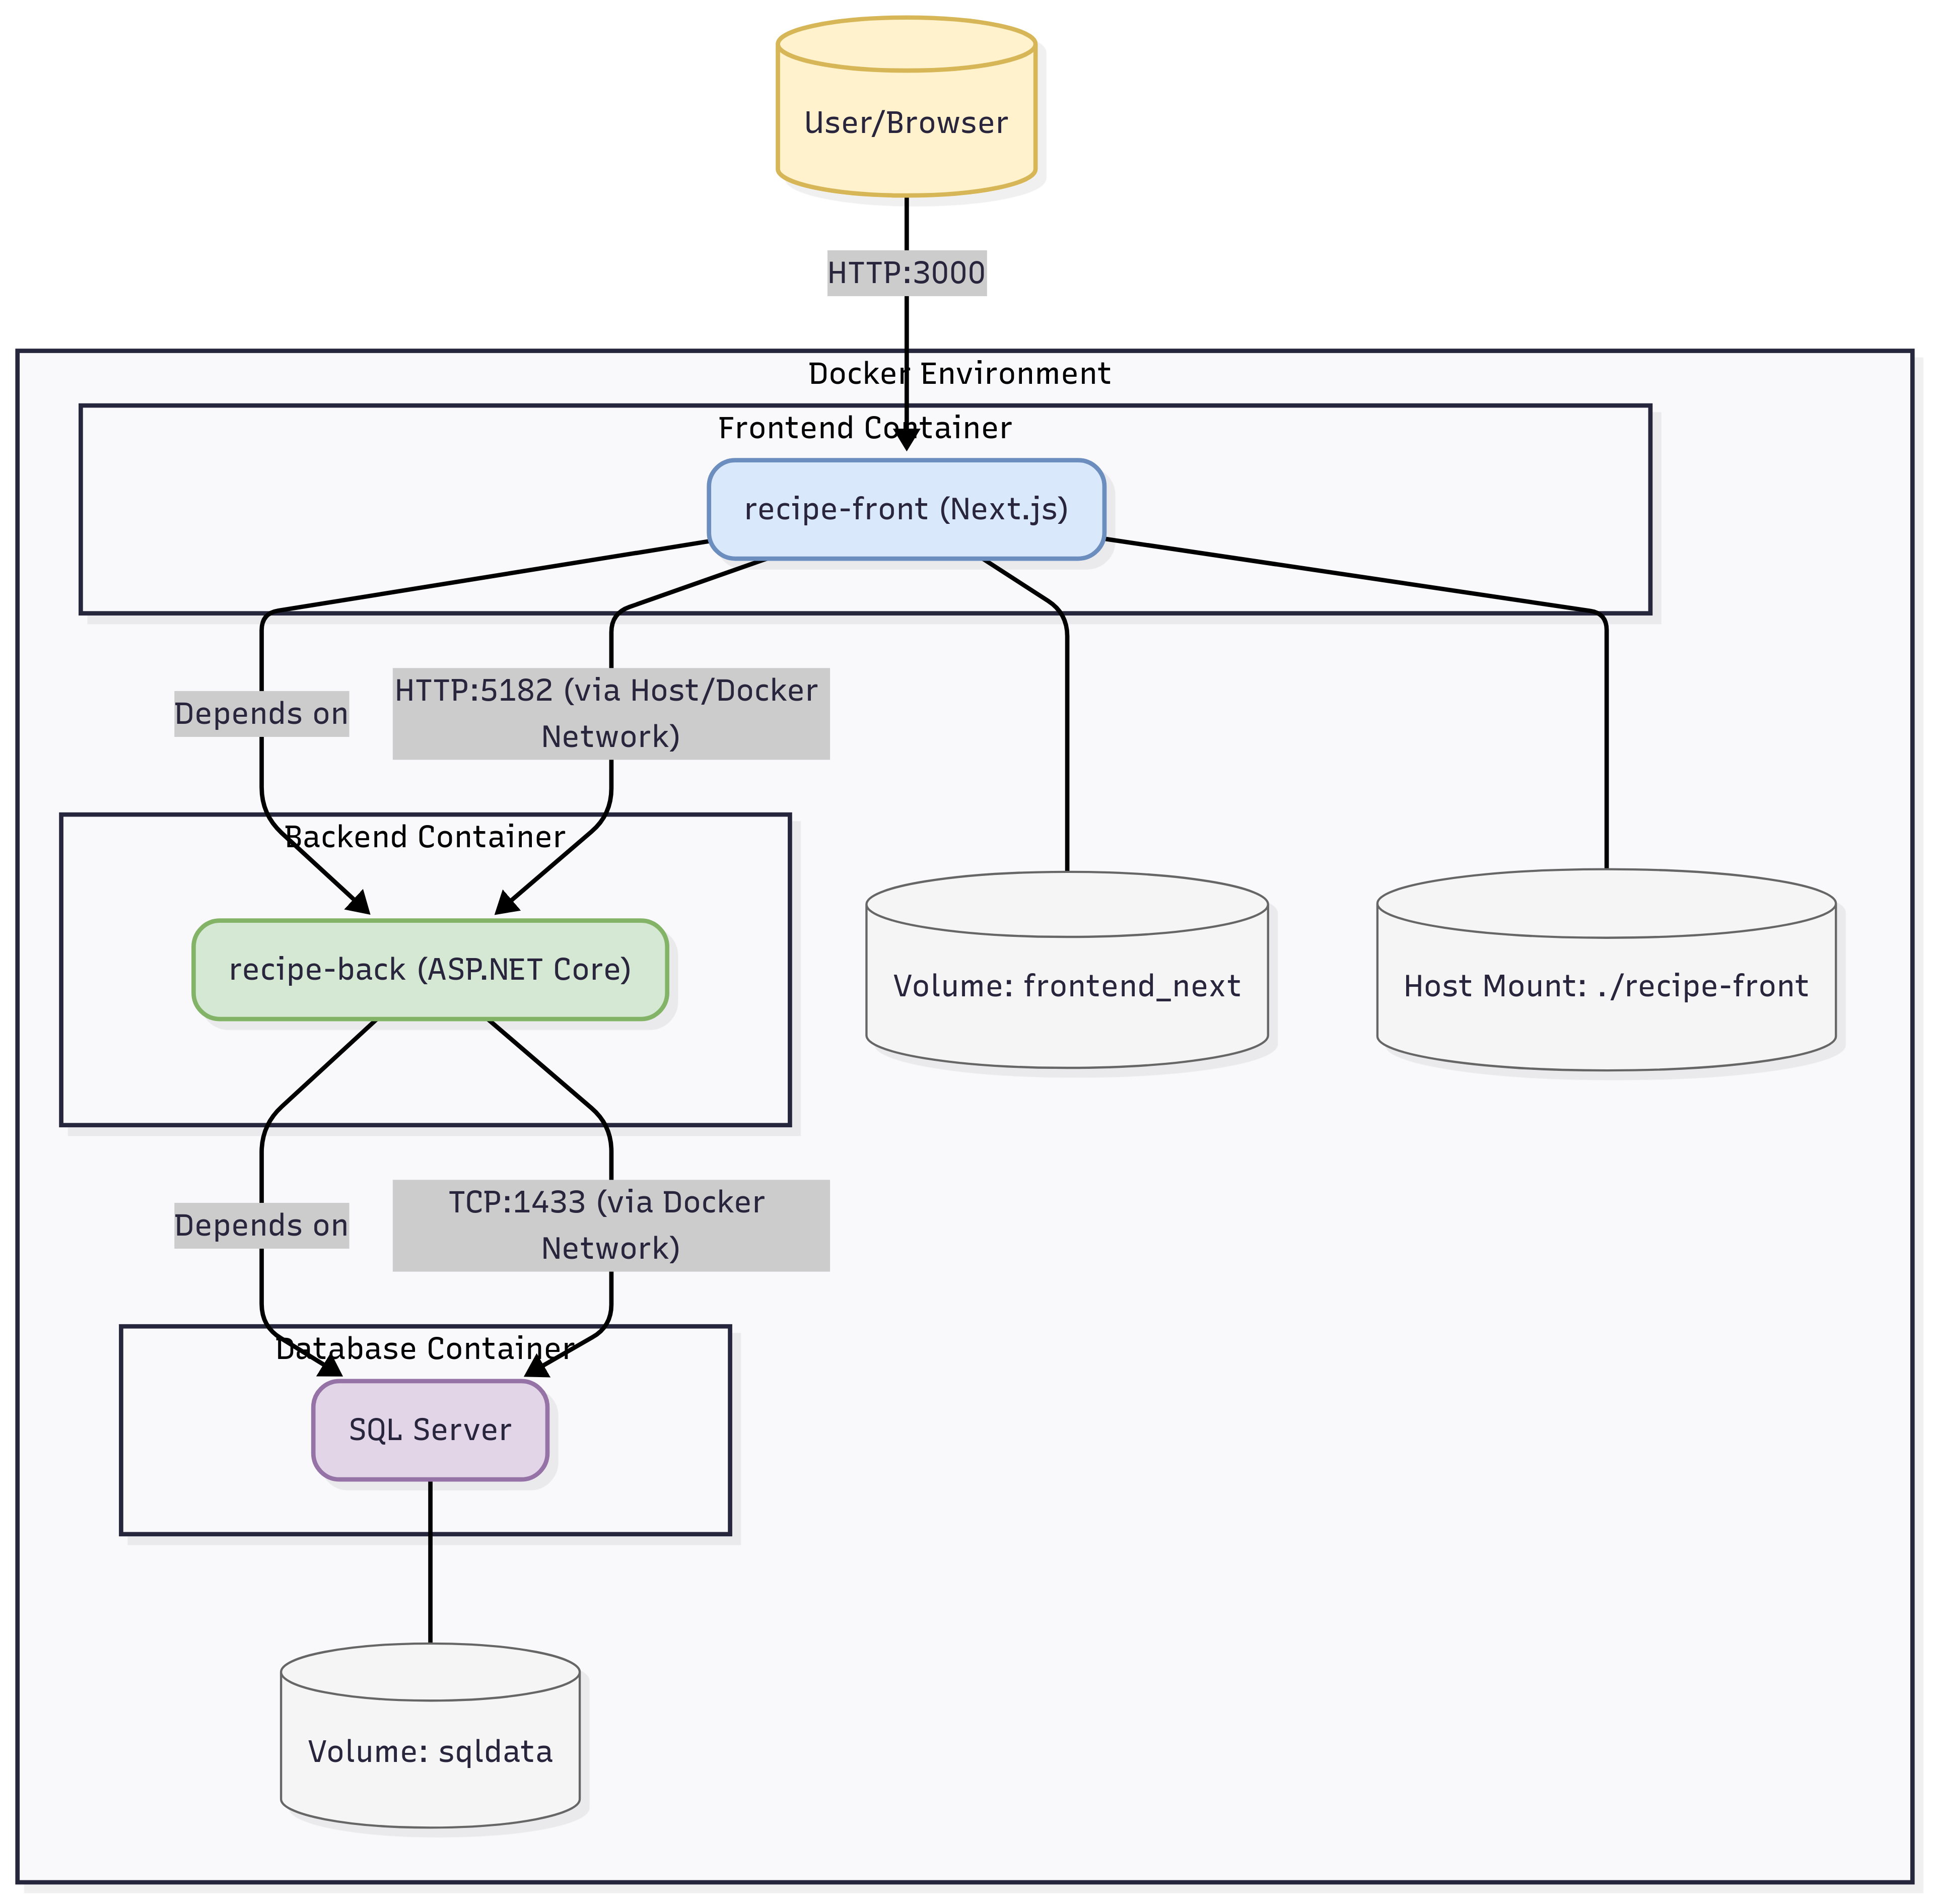 User/Browser
HTTP:3000
Docker Environment
Frontend Container
recipe-front (Next.js)
Depends on
HTTP:5182 (via Host/Docker
Network)
Backend Container
recipe-back (ASP.NET Core)
Volume: frontend_next
Host Mount: ./recipe-front
Depends on
TCP:1433 (via Docker
Network)
Database Container
SQL Server
Volume: sqldata